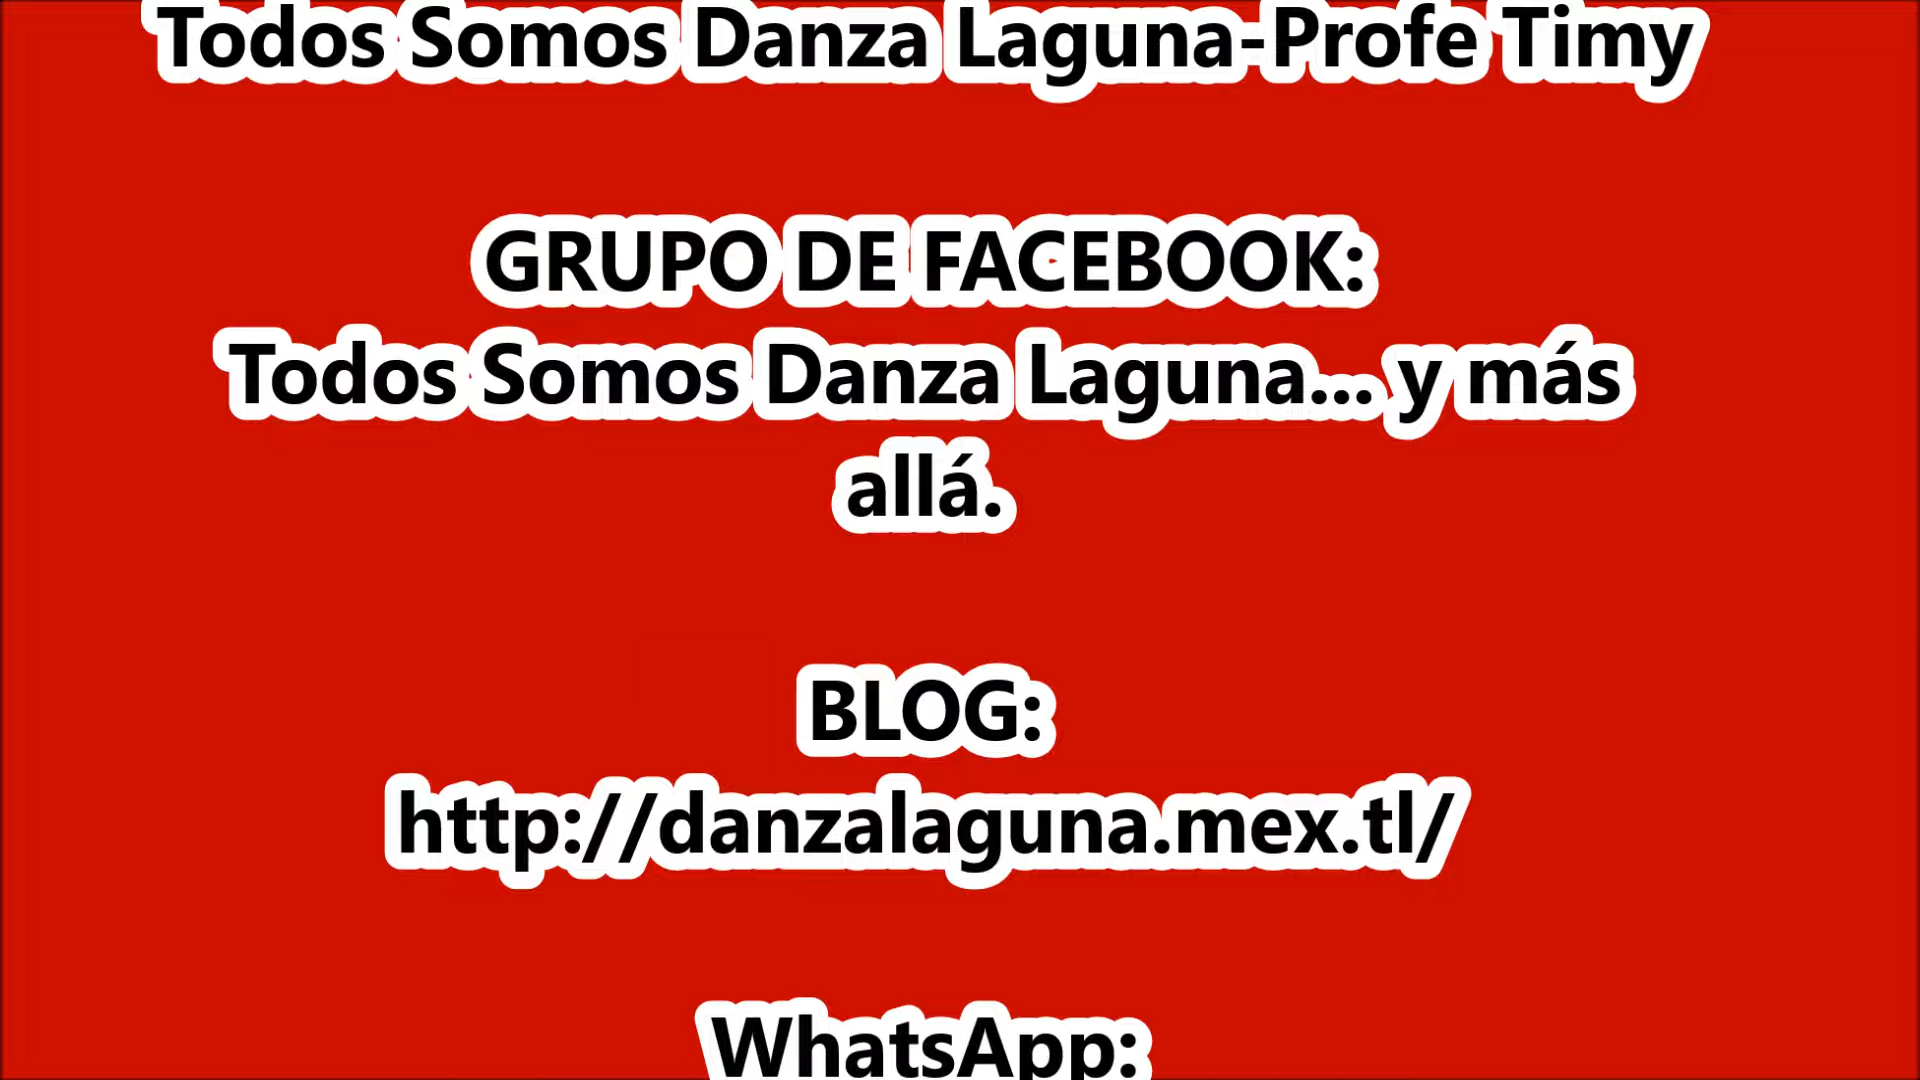 Todos Somos Danza Laguna-Profe Timy
GRUPO DE FACEBOOK:
Todos Somos Danza Laguna... y más
allá.
BLOG:
http://danzalaguna.mex.tl/
WhatsApp: